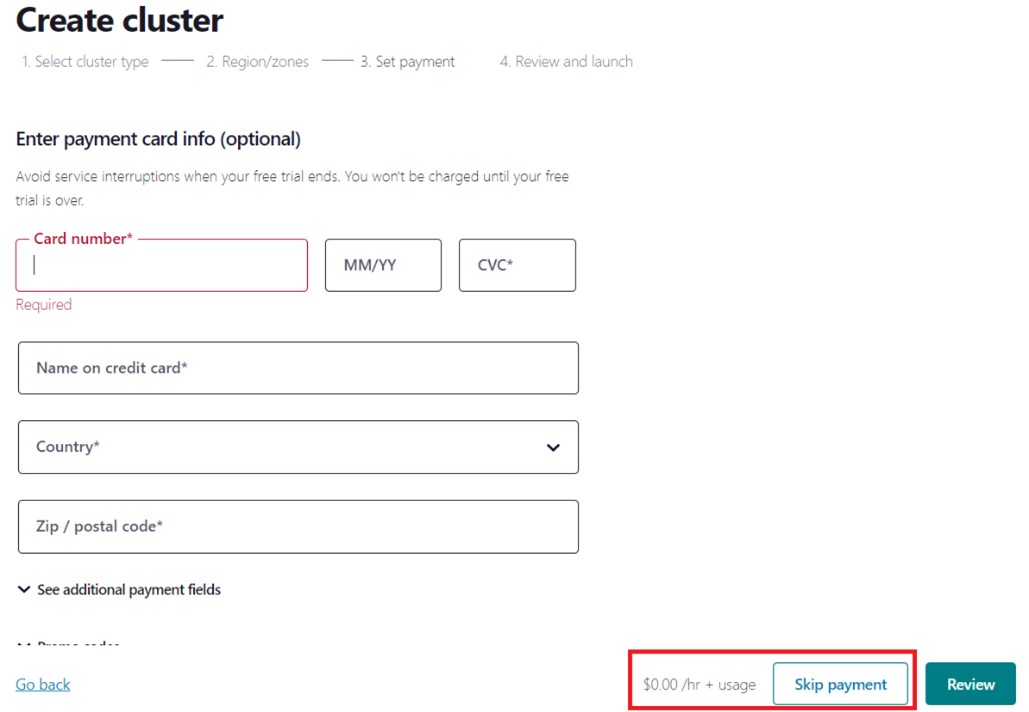 Create cluster
1. Select cluster type
2. Region/zones
3. Set payment
4. Review and launch
Enter payment card info (optional)
Avoid service interruptions when your free trial ends. You won't be charged until your free
trial is over.
Card number*
MM/YY
CVC*
Required
Name on credit card*
Country*
Zip / postal code*
See additional payment fields
Promo codes
Go back
$0.00 /hr + usage
Skip payment
Review